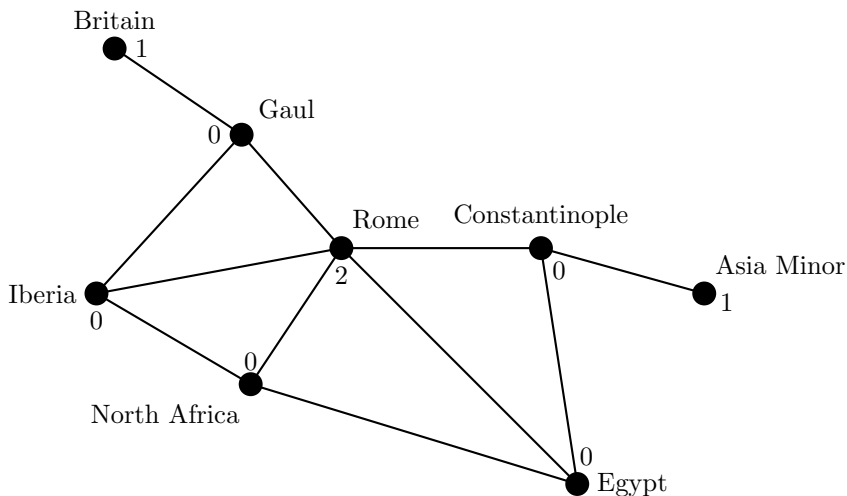 Britain
1
Gaul
0
Rome
2
Constantinople
0
Asia Minor
1
Iberia
0
0
North Africa
0
Egypt